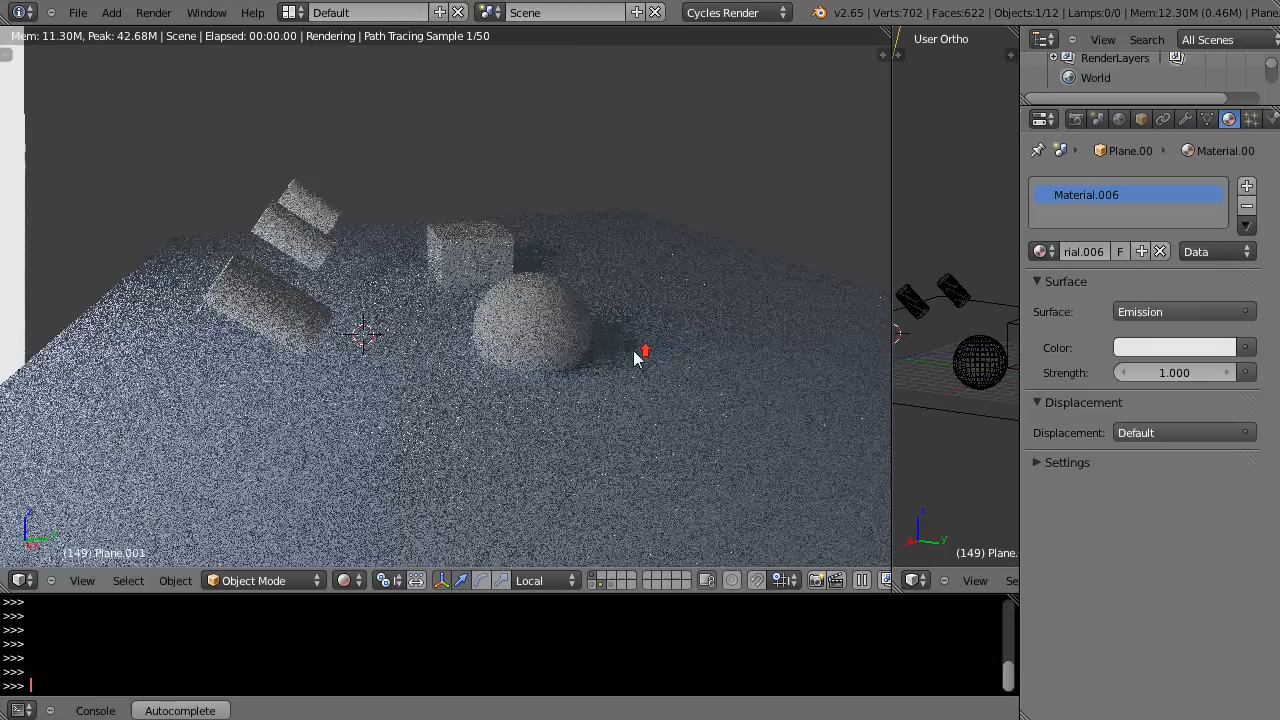 File Add Render Window Help Default Scene Cycles Render v2.65 | Verts:702 | Faces:622 | Objects:1/12 | Lamps:0/0 | Mem:12.30M (0.46M) | Plane.
Mem: 11.30M, Peak: 42.68M | Scene | Elapsed: 00:00.00 | Rendering | Path Tracing Sample 1/50
User Ortho
View Search All Scenes
RenderLayers |
World
Plane.00 Material.00
Material.006
rial.006 F Data
Surface
Surface: Emission
Color:
Strength: 1.000
Displacement
Displacement: Default
Settings
z
y
(149) Plane.001
z
y
(149) Plane.
View Select Object Object Mode Local
View Se
>>>
>>>
>>>
>>>
>>>
>>>
>>>
Console Autocomplete